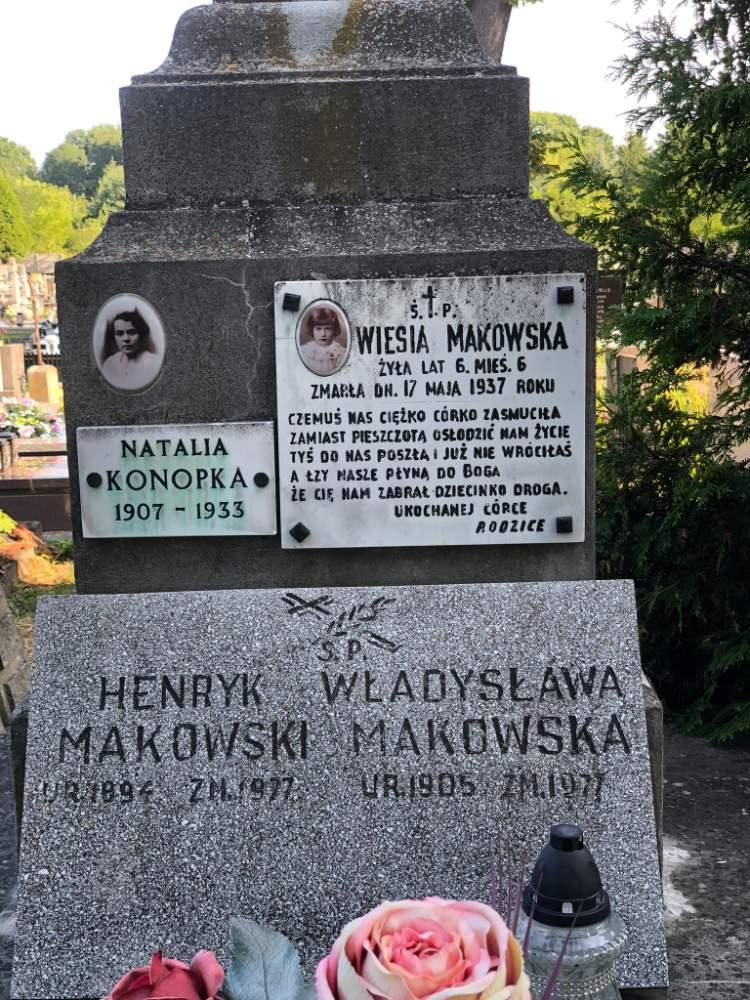 Ś. P.
WIESIA MAKOWSKA
ŻYŁA LAT 6. MIEŚ. 6
ZMARŁA DN. 17 MAJA 1937 ROKU
CZEMUŚ NAS CIĘŻKO CÓRKO ZASMUCIŁA
ZAMIAST PIESZCZOTĄ OSŁODZIĆ NAM ŻYCIE
TYŚ DO NAS POSZŁA I JUŻ NIE WRÓCIŁAŚ
A ŁZY NASZE PŁYNĄ DO BOGA
ŻE CIĘ NAM ZABRAŁ DZIECINKO DROGA.
UKOCHANEJ CÓRCE
RODZICE
NATALIA
KONOPKA
1907 - 1933
Ś. P.
HENRYK
MAKOWSKI
UR. 1894 ZM. 1977
WŁADYSŁAWA
MAKOWSKA
UR. 1905 ZM. 1977